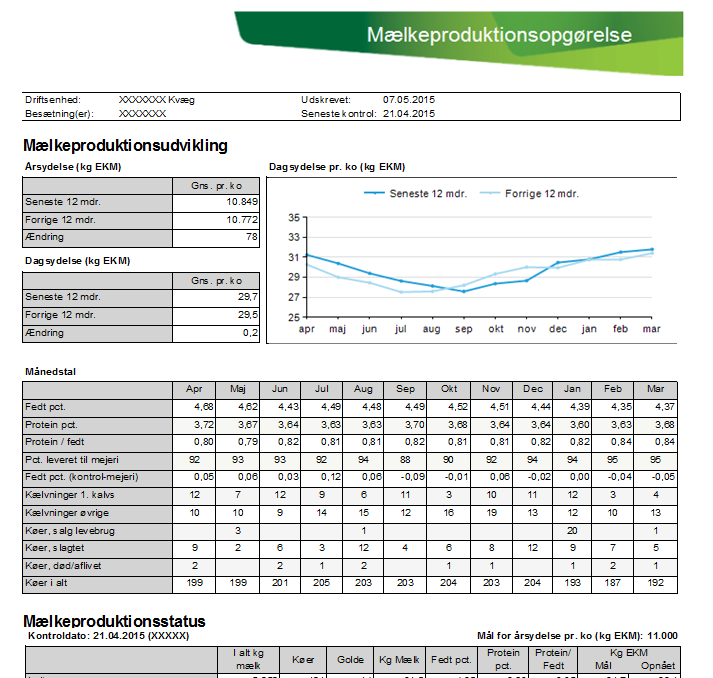 Mælkeproduktionsopgørelse
Driftsenhed: XXXXXXX Kvæg Udskrevet: 07.05.2015
Besætning(er): XXXXXXX Seneste kontrol: 21.04.2015
Mælkeproduktionsudvikling
Årsydelse (kg EKM)
Gns. pr. ko
Seneste 12 mdr. 10.849
Forrige 12 mdr. 10.772
Ændring 78
Dagsydelse (kg EKM)
Gns. pr. ko
Seneste 12 mdr. 29,7
Forrige 12 mdr. 29,5
Ændring 0,2
Dagsydelse pr. ko (kg EKM)
Seneste 12 mdr. Forrige 12 mdr.
35
33
31
29
27
25
apr maj jun jul aug sep okt nov dec jan feb mar
Månedstal
Apr Maj Jun Jul Aug Sep Okt Nov Dec Jan Feb Mar
Fedt pct. 4,68 4,62 4,43 4,49 4,48 4,49 4,52 4,51 4,44 4,39 4,35 4,37
Protein pct. 3,72 3,67 3,64 3,63 3,63 3,70 3,68 3,64 3,64 3,60 3,63 3,68
Protein / fedt 0,80 0,79 0,82 0,81 0,81 0,82 0,81 0,81 0,82 0,82 0,84 0,84
Pct. leveret til mejeri 92 93 93 92 94 88 90 92 94 94 95 95
Fedt pct. (kontrol-mejeri) 0,05 0,06 0,03 0,12 0,06 -0,09 -0,01 0,06 -0,02 0,00 -0,04 -0,05
Kælvninger 1. kalvs 12 7 12 9 6 11 3 10 11 12 3 4
Kælvninger øvrige 10 10 9 14 15 12 16 19 13 12 10 13
Køer, salg levebrug 3 1 20 1
Køer, slagtet 9 2 6 3 12 4 6 8 12 9 7 5
Køer, død/aflivet 2 2 1 2 1 1 1 2 1
Køer i alt 199 199 201 205 203 203 204 203 204 193 187 192
Mælkeproduktionsstatus
Kontroldato: 21.04.2015 (XXXXX) Mål for årsydelse pr. ko (kg EKM): 11.000
I alt kg mælk Køer Golde Kg Mælk Fedt pct. Protein pct. Protein/ Fedt Kg EKM Mål Opnået